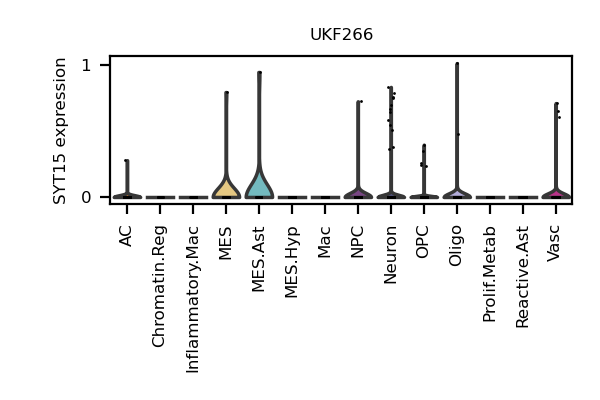 UKF266
SYT15 expression
1
0
AC
Chromatin.Reg
Inflammatory.Mac
MES
MES.Ast
MES.Hyp
Mac
NPC
Neuron
OPC
Oligo
Prolif.Metab
Reactive.Ast
Vasc